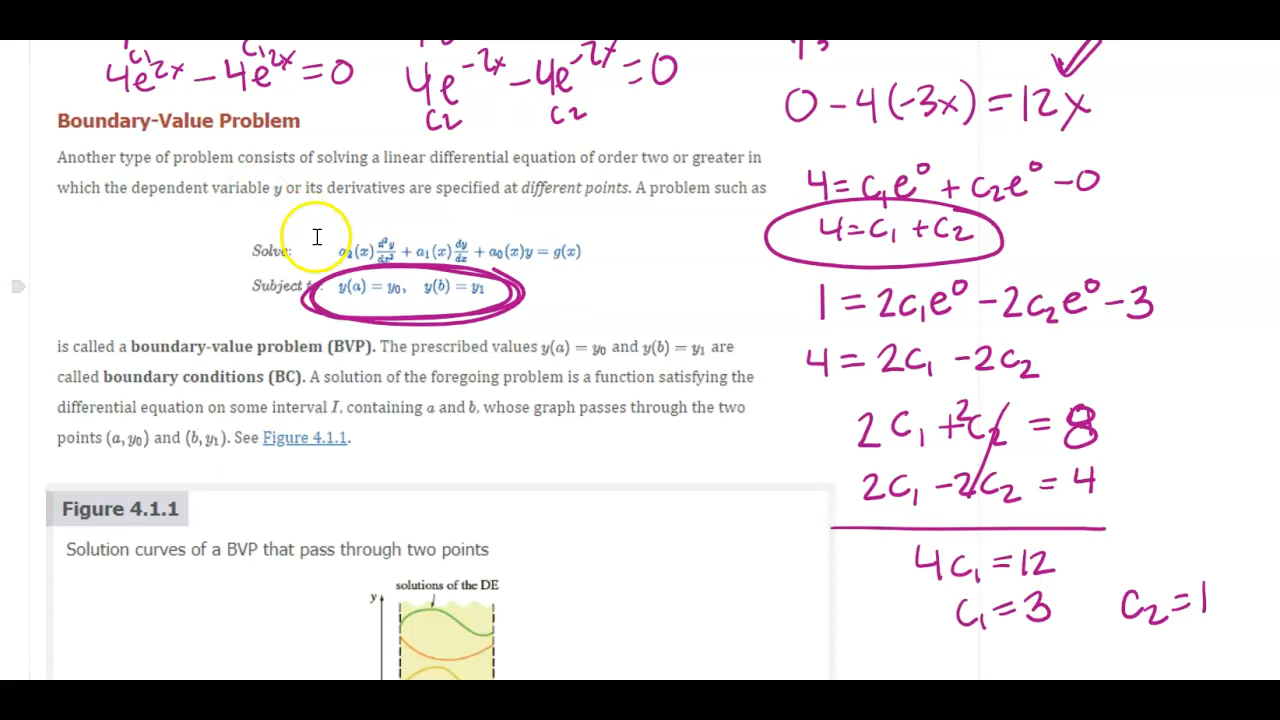 4c₁e^2x − 4c₁e^2x = 0
4c₂e^−2x − 4c₂e^−2x = 0
0 − 4(−3x) = 12x
Boundary-Value Problem
Another type of problem consists of solving a linear differential equation of order two or greater in
which the dependent variable y or its derivatives are specified at different points. A problem such as
Solve: a₂(x) d²y/dx² + a₁(x) dy/dx + a₀(x)y = g(x)
Subject t y(a) = y₀, y(b) = y₁
is called a boundary-value problem (BVP). The prescribed values y(a) = y₀ and y(b) = y₁ are
called boundary conditions (BC). A solution of the foregoing problem is a function satisfying the
differential equation on some interval I, containing a and b, whose graph passes through the two
points (a, y₀) and (b, y₁). See Figure 4.1.1.
Figure 4.1.1
Solution curves of a BVP that pass through two points
solutions of the DE
y
4 = c₁e⁰ + c₂e⁰ − 0
4 = c₁ + c₂
1 = 2c₁e⁰ − 2c₂e⁰ − 3
4 = 2c₁ − 2c₂
2c₁ + 2c₂ = 8
2c₁ − 2c₂ = 4
4c₁ = 12
c₁ = 3 c₂ = 1